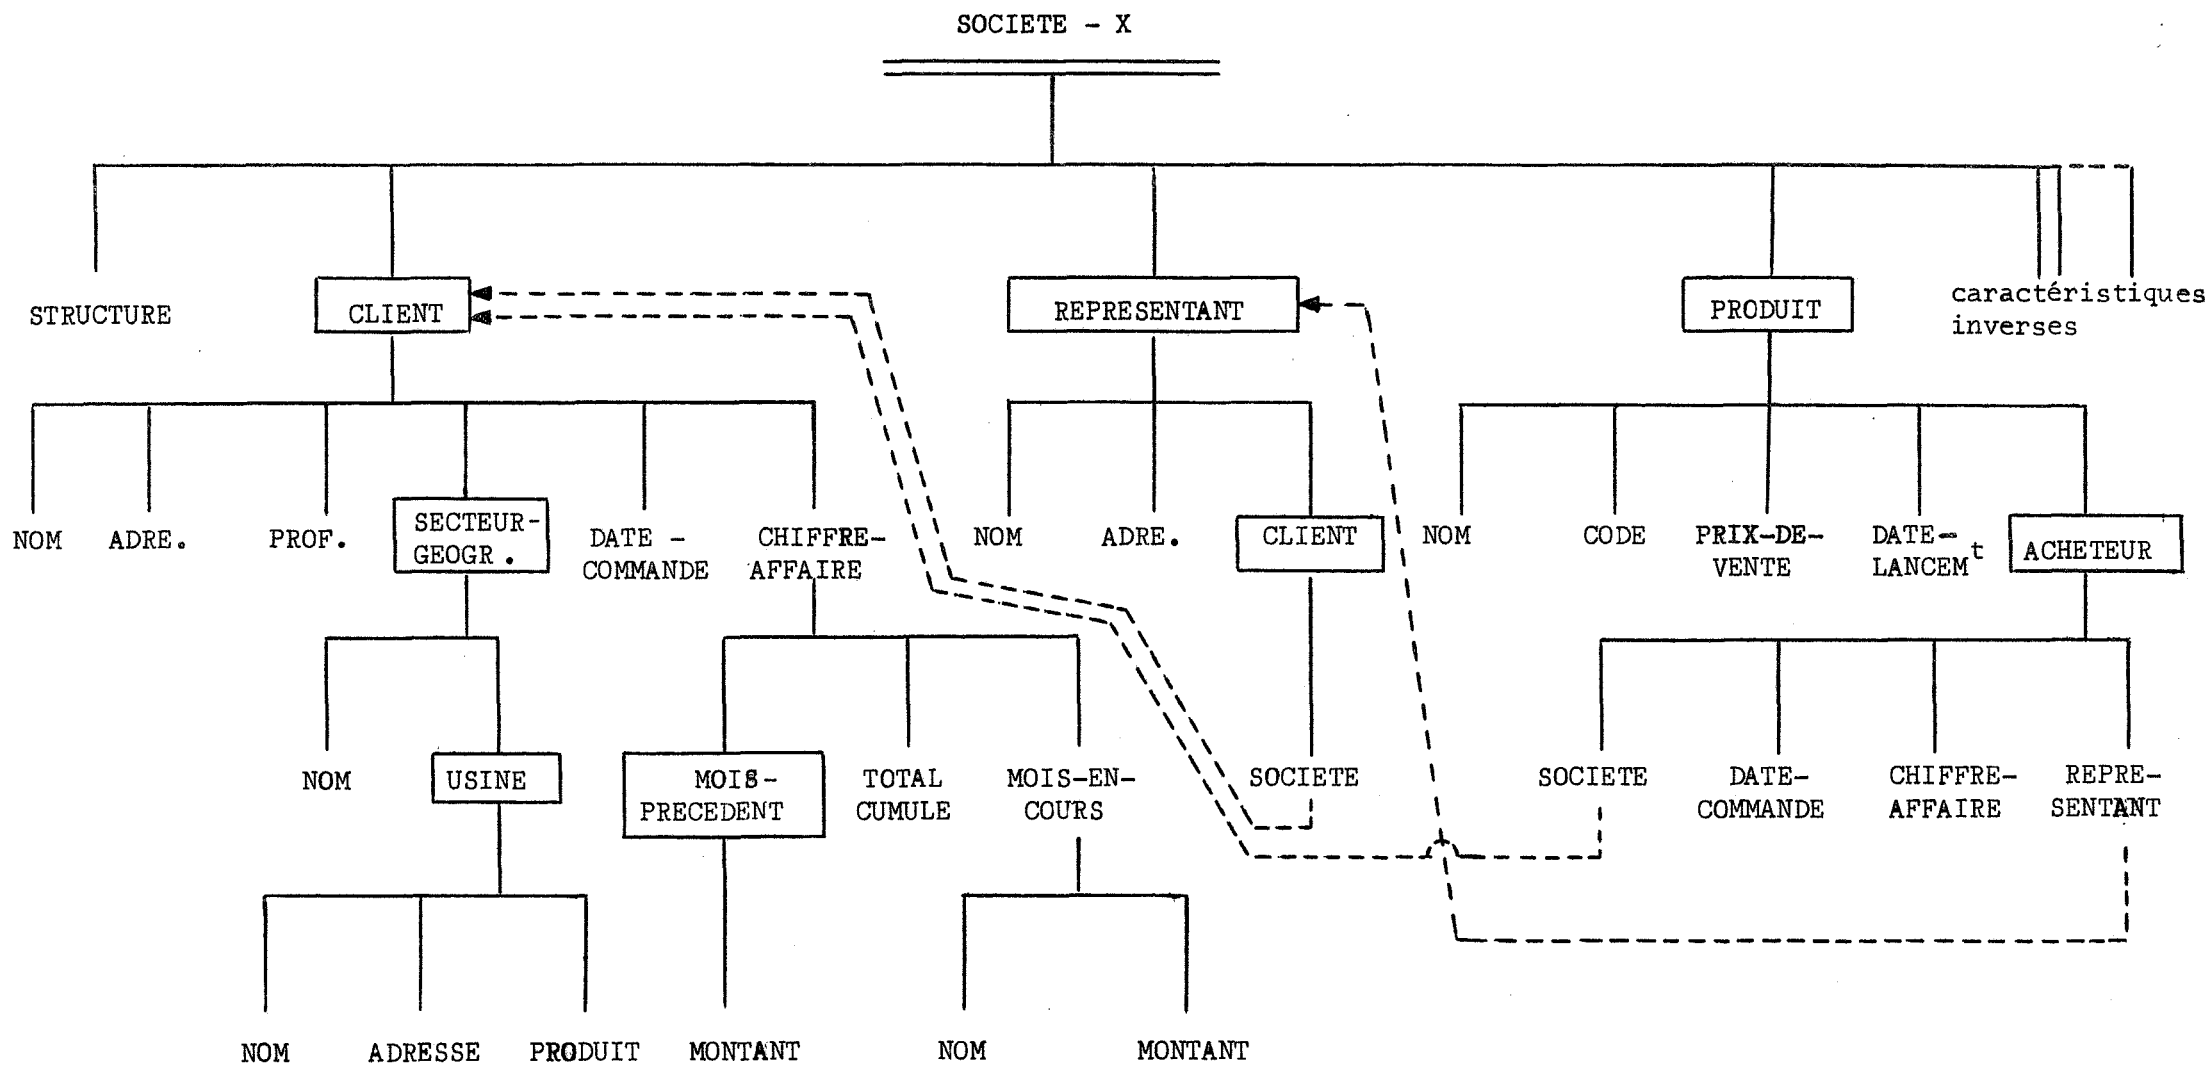 SOCIETE - X
STRUCTURE
CLIENT
REPRESENTANT
PRODUIT
caractéristiques
inverses
NOM
ADRE.
PROF.
SECTEUR-
GEOGR.
DATE -
COMMANDE
CHIFFRE-
AFFAIRE
NOM
ADRE.
CLIENT
NOM
CODE
PRIX-DE-
VENTE
DATE-
LANCEMt
ACHETEUR
NOM
USINE
MOIS-
PRECEDENT
TOTAL
CUMULE
MOIS-EN-
COURS
SOCIETE
SOCIETE
DATE-
COMMANDE
CHIFFRE-
AFFAIRE
REPRE-
SENTANT
NOM
ADRESSE
PRODUIT
MONTANT
NOM
MONTANT